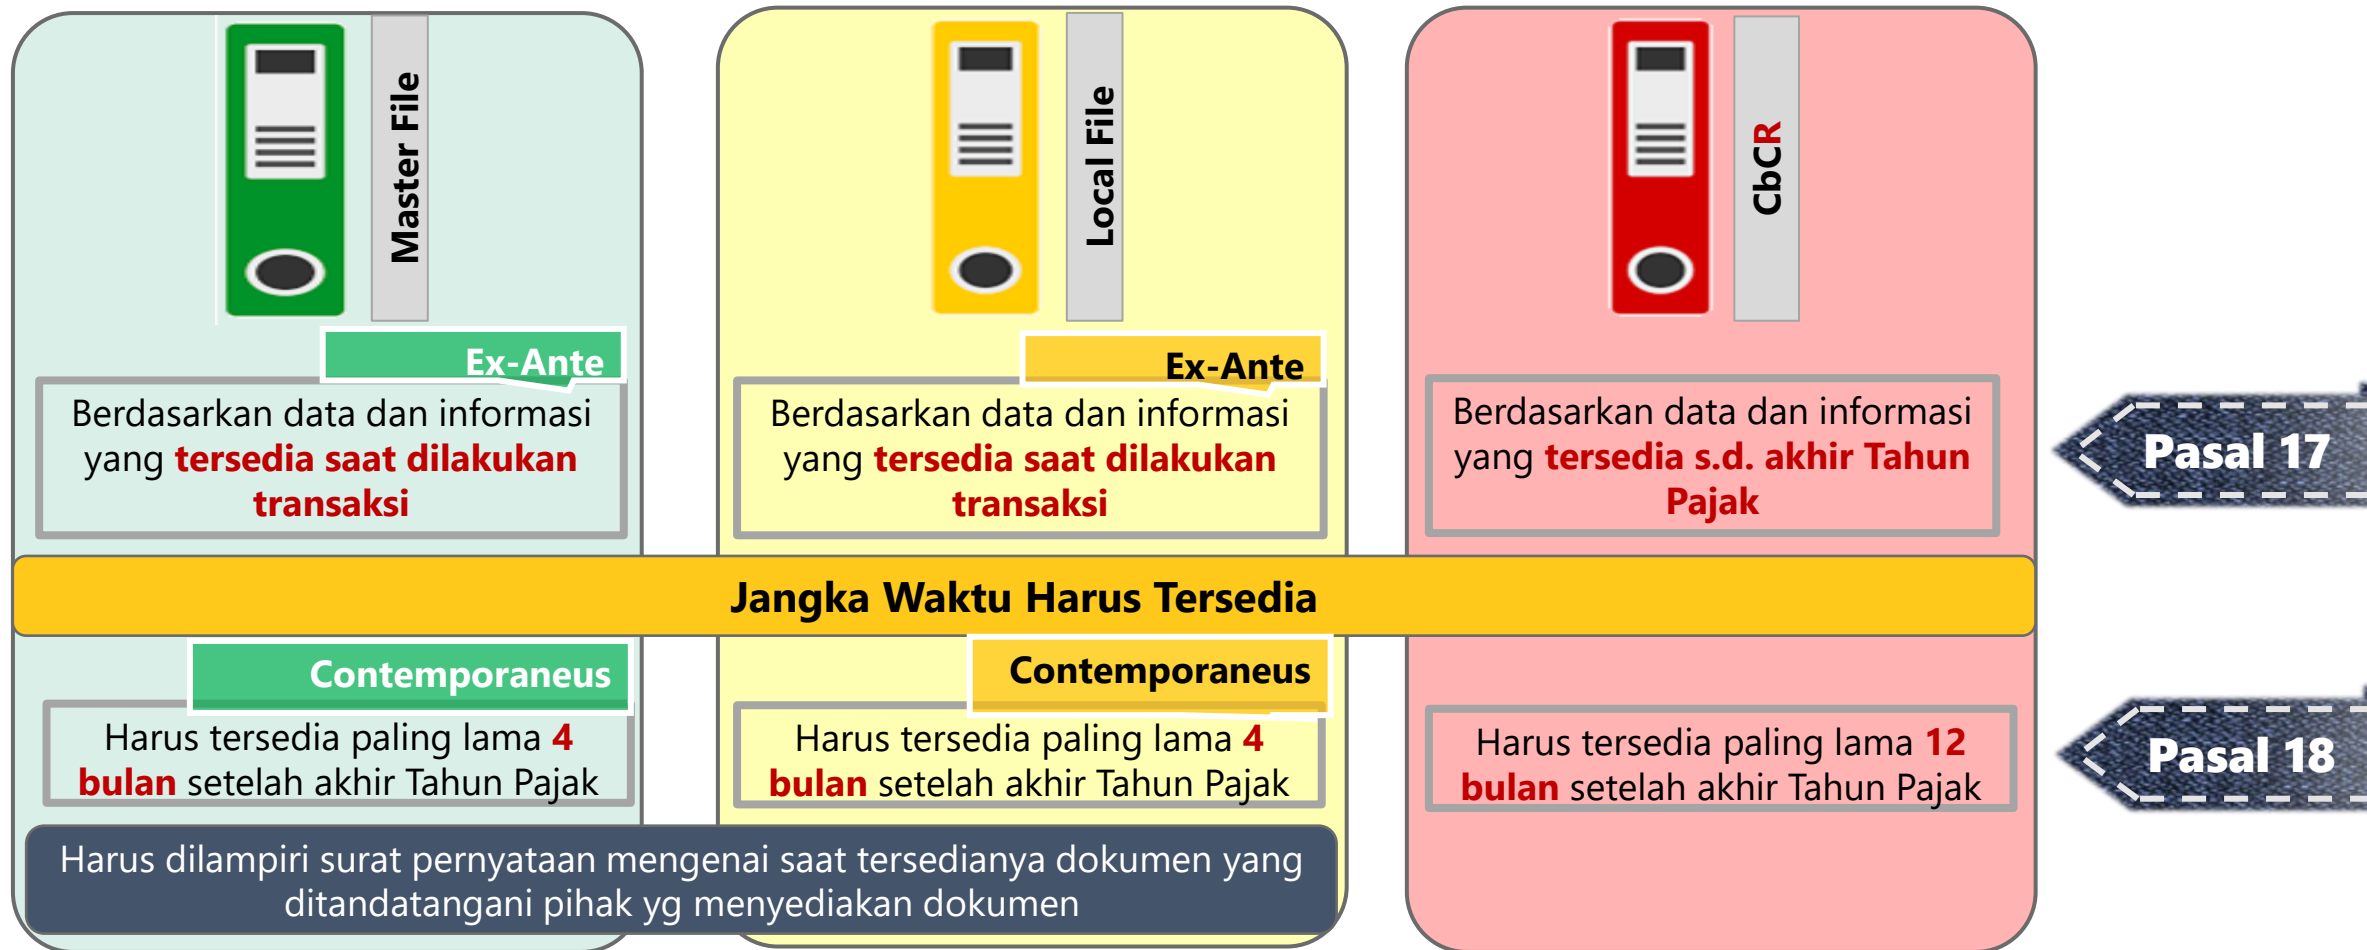 Master File
Local File
CbCR
Ex-Ante
Berdasarkan data dan informasi
yang tersedia saat dilakukan
transaksi
Ex-Ante
Berdasarkan data dan informasi
yang tersedia saat dilakukan
transaksi
Berdasarkan data dan informasi
yang tersedia s.d. akhir Tahun
Pajak
Pasal 17
Jangka Waktu Harus Tersedia
Contemporaneus
Harus tersedia paling lama 4
bulan setelah akhir Tahun Pajak
Contemporaneus
Harus tersedia paling lama 4
bulan setelah akhir Tahun Pajak
Harus tersedia paling lama 12
bulan setelah akhir Tahun Pajak
Pasal 18
Harus dilampiri surat pernyataan mengenai saat tersedianya dokumen yang
ditandatangani pihak yg menyediakan dokumen